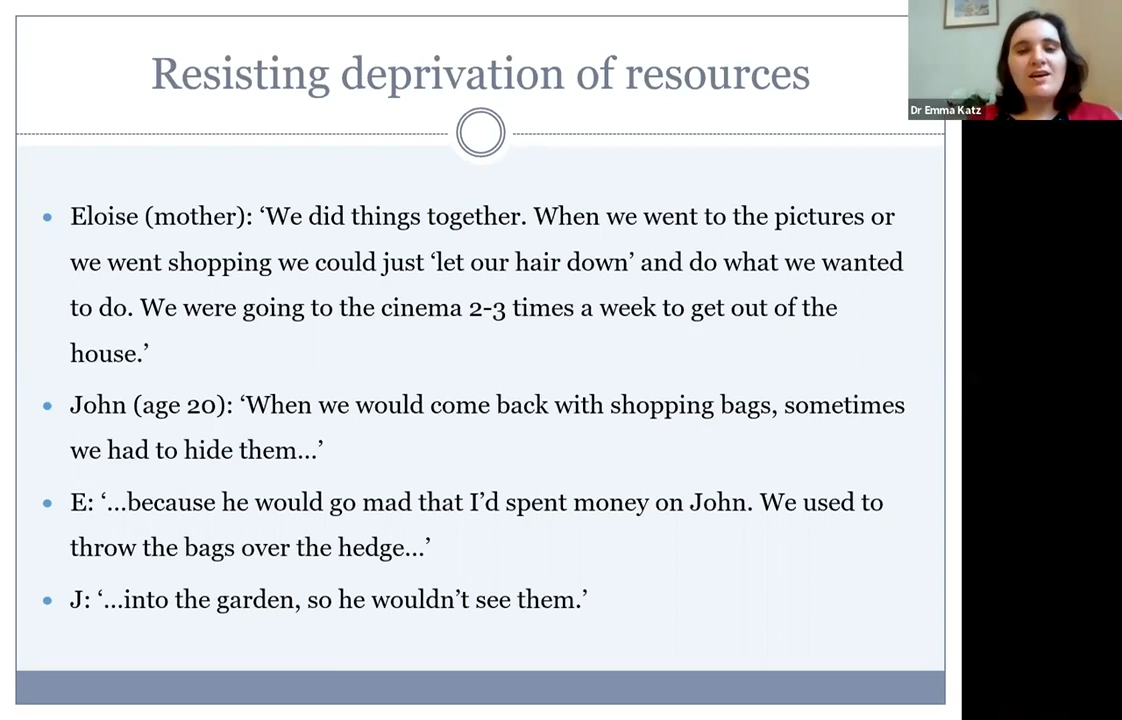 Resisting deprivation of resources
Dr Emma Katz
• Eloise (mother): ‘We did things together. When we went to the pictures or
we went shopping we could just ‘let our hair down’ and do what we wanted
to do. We were going to the cinema 2-3 times a week to get out of the
house.’
• John (age 20): ‘When we would come back with shopping bags, sometimes
we had to hide them…’
• E: ‘…because he would go mad that I’d spent money on John. We used to
throw the bags over the hedge…’
• J: ‘…into the garden, so he wouldn’t see them.’